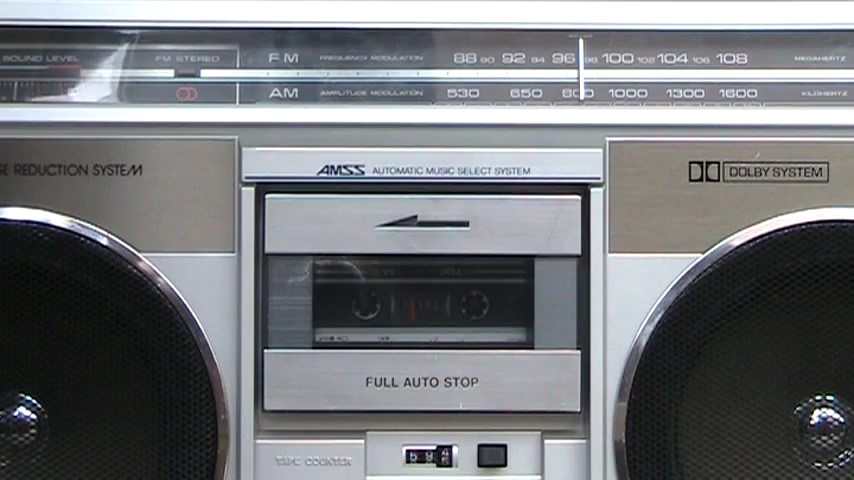 SOUND LEVEL FM STEREO FM FREQUENCY MODULATION 88 90 92 94 96 98 100 102 104 106 108 MEGAHERTZ
AM AMPLITUDE MODULATION 530 650 800 1000 1300 1600 KILOHERTZ
SE REDUCTION SYSTEM
AMSS AUTOMATIC MUSIC SELECT SYSTEM
DOLBY SYSTEM
FULL AUTO STOP
TAPE COUNTER
59